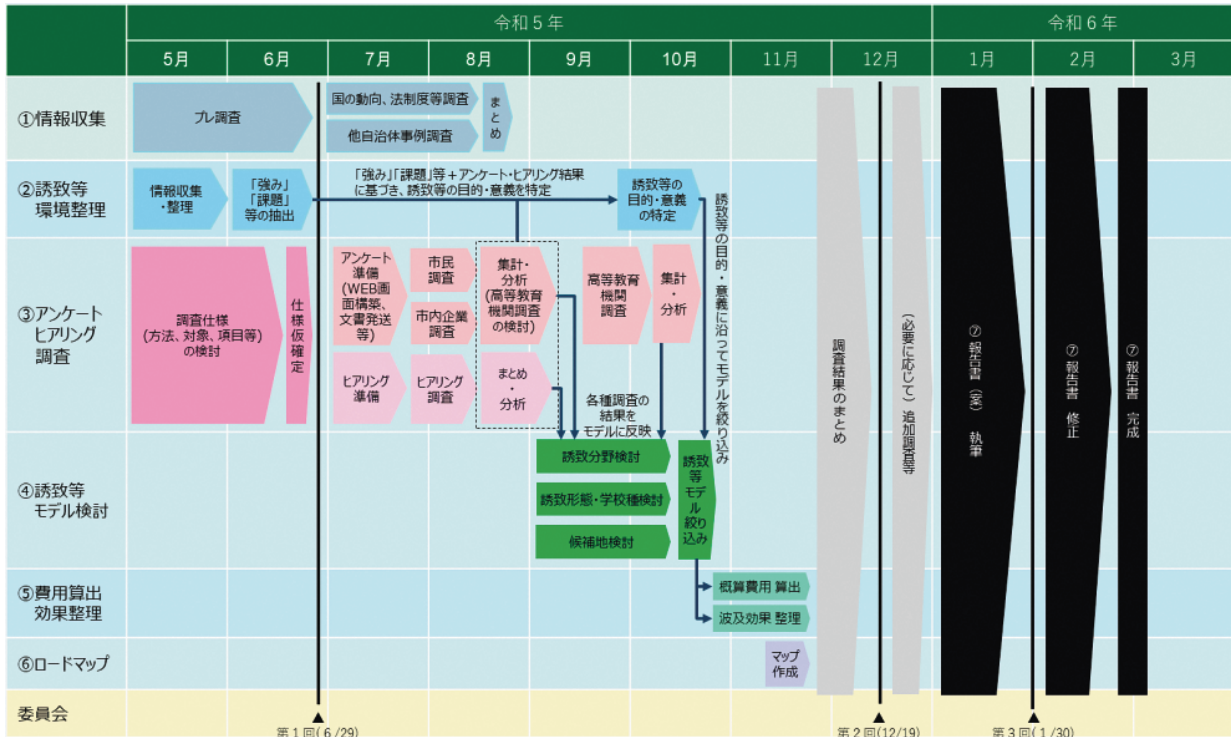 令和5年
令和6年
5月
6月
7月
8月
9月
10月
11月
12月
1月
2月
3月
①情報収集
プレ調査
国の動向、法制度等調査
他自治体事例調査
まとめ
②誘致等
環境整理
情報収集
・整理
「強み」
「課題」
等の抽出
「強み」「課題」等+アンケート・ヒアリング結果
に基づき、誘致等の目的・意義を特定
誘致等の
目的・意義
の特定
誘致等の目的・意義に沿ってモデルを絞り込み
③アンケート
ヒアリング
調査
調査仕様
(方法、対象、項目等)
の検討
仕様仮確定
アンケート
準備
(WEB画
面構築、
文書発送
等)
市民
調査
市内企業
調査
集計・
分析
(高等教育
機関調査
の検討)
高等教育
機関
調査
集計
・
分析
ヒアリング
準備
ヒアリング
調査
まとめ
・
分析
各種調査の
結果を
モデルに反映
④誘致等
モデル検討
誘致分野検討
誘致形態・学校種検討
候補地検討
誘致等
モデル
絞り込み
⑤費用算出
効果整理
概算費用 算出
波及効果 整理
⑥ロードマップ
マップ
作成
調査結果のまとめ
(必要に応じて)追加調査等
⑦報告書(案) 執筆
⑦報告書 修正
⑦報告書 完成
委員会
第1回(6/29)
第2回(12/19)
第3回(1/30)